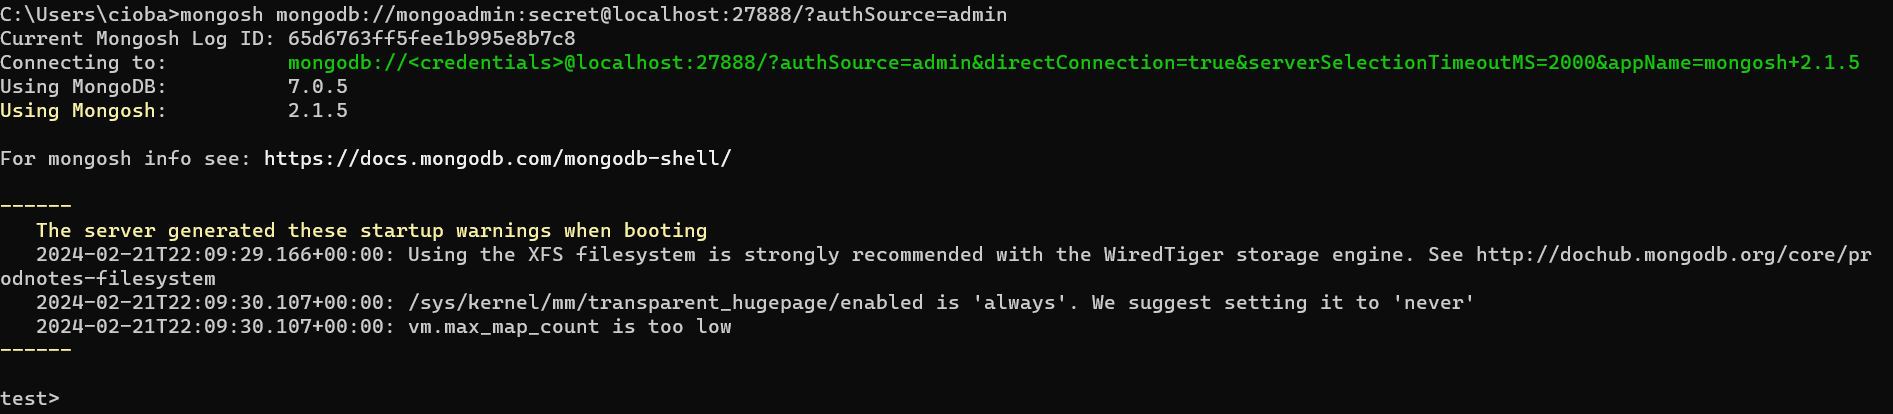 C:\Users\cioba>mongosh mongodb://mongoadmin:secret@localhost:27888/?authSource=admin
Current Mongosh Log ID: 65d6763ff5fee1b995e8b7c8
Connecting to:          mongodb://<credentials>@localhost:27888/?authSource=admin&directConnection=true&serverSelectionTimeoutMS=2000&appName=mongosh+2.1.5
Using MongoDB:          7.0.5
Using Mongosh:          2.1.5
For mongosh info see: https://docs.mongodb.com/mongodb-shell/
------
   The server generated these startup warnings when booting
   2024-02-21T22:09:29.166+00:00: Using the XFS filesystem is strongly recommended with the WiredTiger storage engine. See http://dochub.mongodb.org/core/pr
odnotes-filesystem
   2024-02-21T22:09:30.107+00:00: /sys/kernel/mm/transparent_hugepage/enabled is 'always'. We suggest setting it to 'never'
   2024-02-21T22:09:30.107+00:00: vm.max_map_count is too low
------
test>